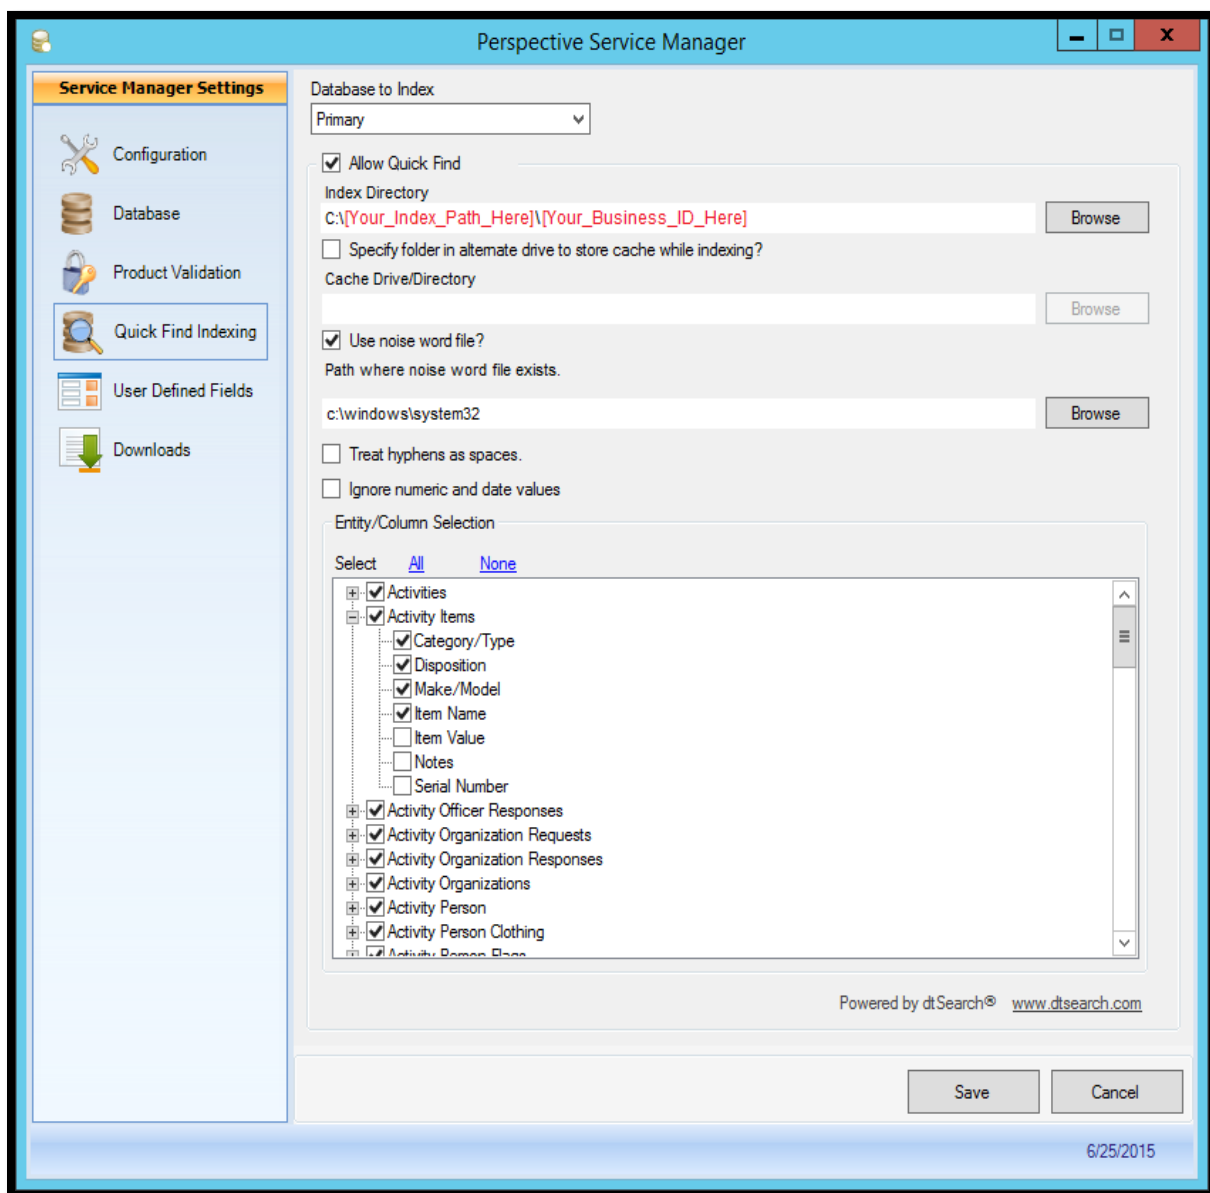 Perspective Service Manager
Service Manager Settings
Configuration
Database
Product Validation
Quick Find Indexing
User Defined Fields
Downloads
Database to Index
Primary
Allow Quick Find
Index Directory
C:\[Your_Index_Path_Here]\[Your_Business_ID_Here]
Browse
Specify folder in alternate drive to store cache while indexing?
Cache Drive/Directory
Browse
Use noise word file?
Path where noise word file exists.
c:\windows\system32
Browse
Treat hyphens as spaces.
Ignore numeric and date values
Entity/Column Selection
Select All None
Activities
Activity Items
Category/Type
Disposition
Make/Model
Item Name
Item Value
Notes
Serial Number
Activity Officer Responses
Activity Organization Requests
Activity Organization Responses
Activity Organizations
Activity Person
Activity Person Clothing
Activity Person Flags
Powered by dtSearch® www.dtsearch.com
Save Cancel
6/25/2015